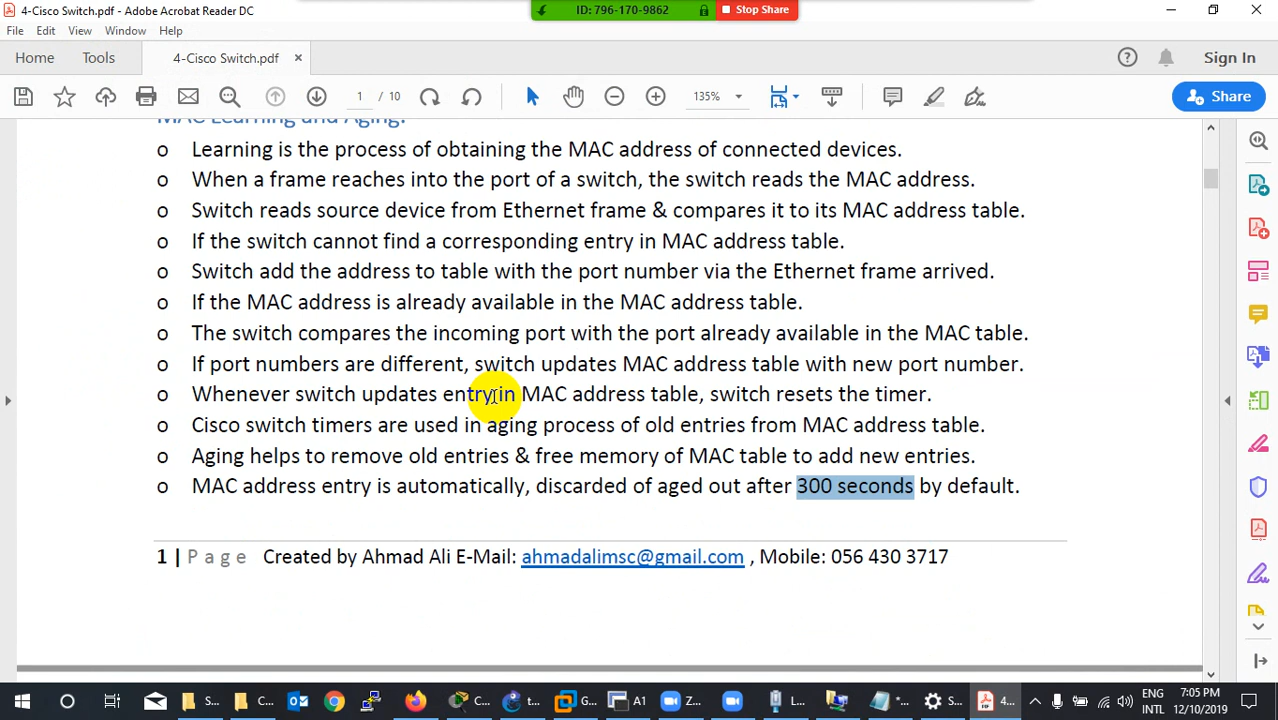 4-Cisco Switch.pdf - Adobe Acrobat Reader DC
ID: 796-170-9862
Stop Share
File Edit View Window Help
Home Tools 4-Cisco Switch.pdf ×
Sign In
1 / 10
135%
Share
MAC Learning and Aging:
o Learning is the process of obtaining the MAC address of connected devices.
o When a frame reaches into the port of a switch, the switch reads the MAC address.
o Switch reads source device from Ethernet frame & compares it to its MAC address table.
o If the switch cannot find a corresponding entry in MAC address table.
o Switch add the address to table with the port number via the Ethernet frame arrived.
o If the MAC address is already available in the MAC address table.
o The switch compares the incoming port with the port already available in the MAC table.
o If port numbers are different, switch updates MAC address table with new port number.
o Whenever switch updates entry in MAC address table, switch resets the timer.
o Cisco switch timers are used in aging process of old entries from MAC address table.
o Aging helps to remove old entries & free memory of MAC table to add new entries.
o MAC address entry is automatically, discarded of aged out after 300 seconds by default.
1 | Page Created by Ahmad Ali E-Mail: ahmadalimsc@gmail.com , Mobile: 056 430 3717
S... C... C... t... G... A1 Z... L... *... S... 4...
ENG
INTL
7:05 PM
12/10/2019